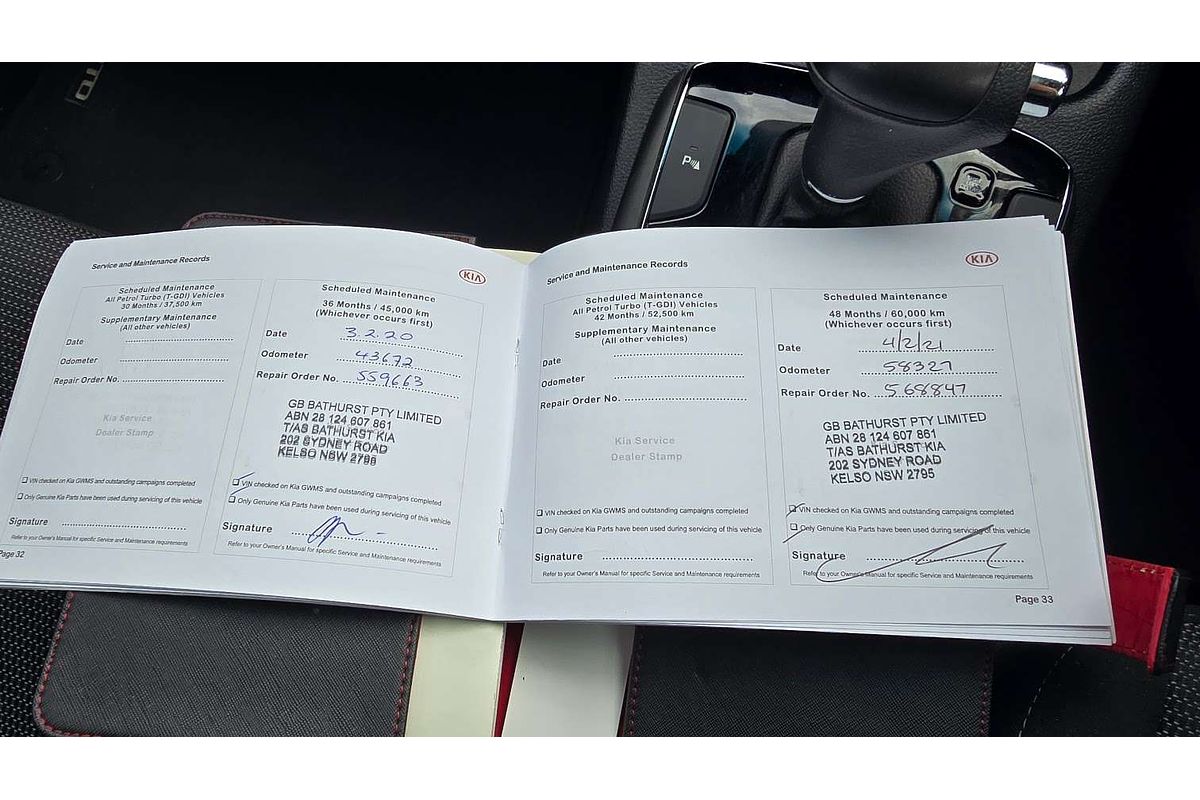 Service and Maintenance Records
KIA
Scheduled Maintenance
All Petrol Turbo (T-GDI) Vehicles
30 Months / 37,500 km
Supplementary Maintenance
(All other vehicles)
Date
Odometer
Repair Order No.
Kia Service
Dealer Stamp
VIN checked on Kia GWMS and outstanding campaigns completed
Only Genuine Kia Parts have been used during servicing of this vehicle
Signature
Refer to your Owner's Manual for specific Service and Maintenance requirements
Page 32
Scheduled Maintenance
36 Months / 45,000 km
(Whichever occurs first)
Date 3.2.20
Odometer 43672
Repair Order No. 559663
GB BATHURST PTY LIMITED
ABN 28 124 607 861
T/AS BATHURST KIA
202 SYDNEY ROAD
KELSO NSW 2795
VIN checked on Kia GWMS and outstanding campaigns completed
Only Genuine Kia Parts have been used during servicing of this vehicle
Signature
Refer to your Owner's Manual for specific Service and Maintenance requirements
Service and Maintenance Records
KIA
Scheduled Maintenance
All Petrol Turbo (T-GDI) Vehicles
42 Months / 52,500 km
Supplementary Maintenance
(All other vehicles)
Date
Odometer
Repair Order No.
Kia Service
Dealer Stamp
VIN checked on Kia GWMS and outstanding campaigns completed
Only Genuine Kia Parts have been used during servicing of this vehicle
Signature
Refer to your Owner's Manual for specific Service and Maintenance requirements
Scheduled Maintenance
48 Months / 60,000 km
(Whichever occurs first)
Date 4/2/21
Odometer 58327
Repair Order No. 568847
GB BATHURST PTY LIMITED
ABN 28 124 607 861
T/AS BATHURST KIA
202 SYDNEY ROAD
KELSO NSW 2795
VIN checked on Kia GWMS and outstanding campaigns completed
Only Genuine Kia Parts have been used during servicing of this vehicle
Signature
Refer to your Owner's Manual for specific Service and Maintenance requirements
Page 33
P